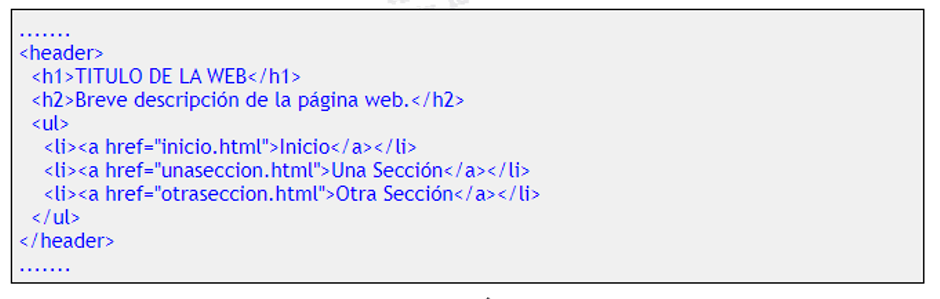 .......
<header>
<h1>TITULO DE LA WEB</h1>
<h2>Breve descripción de la página web.</h2>
<ul>
<li><a href="inicio.html">Inicio</a></li>
<li><a href="unaseccion.html">Una Sección</a></li>
<li><a href="otraseccion.html">Otra Sección</a></li>
</ul>
</header>
.......